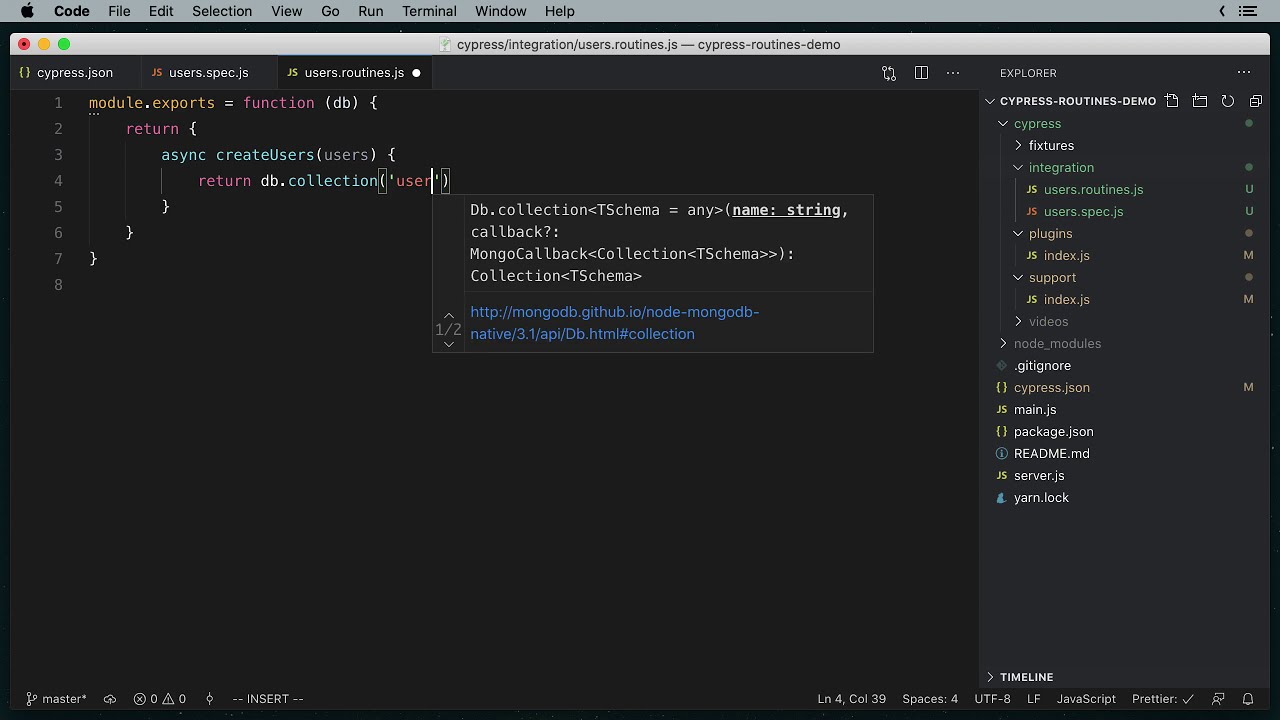 Code File Edit Selection View Go Run Terminal Window Help
cypress/integration/users.routines.js — cypress-routines-demo
{} cypress.json JS users.spec.js JS users.routines.js
1 module.exports = function (db) {
2 return {
3 async createUsers(users) {
4 return db.collection('user')
5 }
6 }
7 }
8
Db.collection<TSchema = any>(name: string,
callback?:
MongoCallback<Collection<TSchema>>):
Collection<TSchema>
1/2
http://mongodb.github.io/node-mongodb-
native/3.1/api/Db.html#collection
EXPLORER
CYPRESS-ROUTINES-DEMO
cypress
fixtures
integration
JS users.routines.js U
JS users.spec.js U
plugins
JS index.js M
support
JS index.js M
videos
node_modules
.gitignore
{} cypress.json M
JS main.js
{} package.json
README.md
JS server.js
yarn.lock
TIMELINE
master* 0 0 -- INSERT -- Ln 4, Col 39 Spaces: 4 UTF-8 LF JavaScript Prettier: ✓